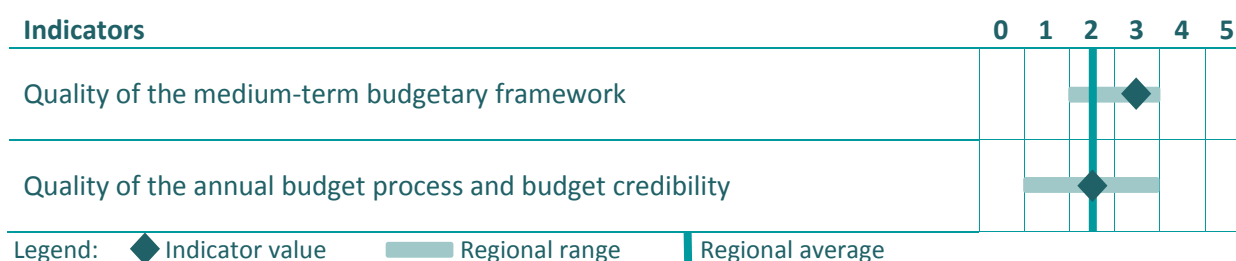 Indicators 0 1 2 3 4 5
Quality of the medium-term budgetary framework
Quality of the annual budget process and budget credibility
Legend: Indicator value Regional range Regional average